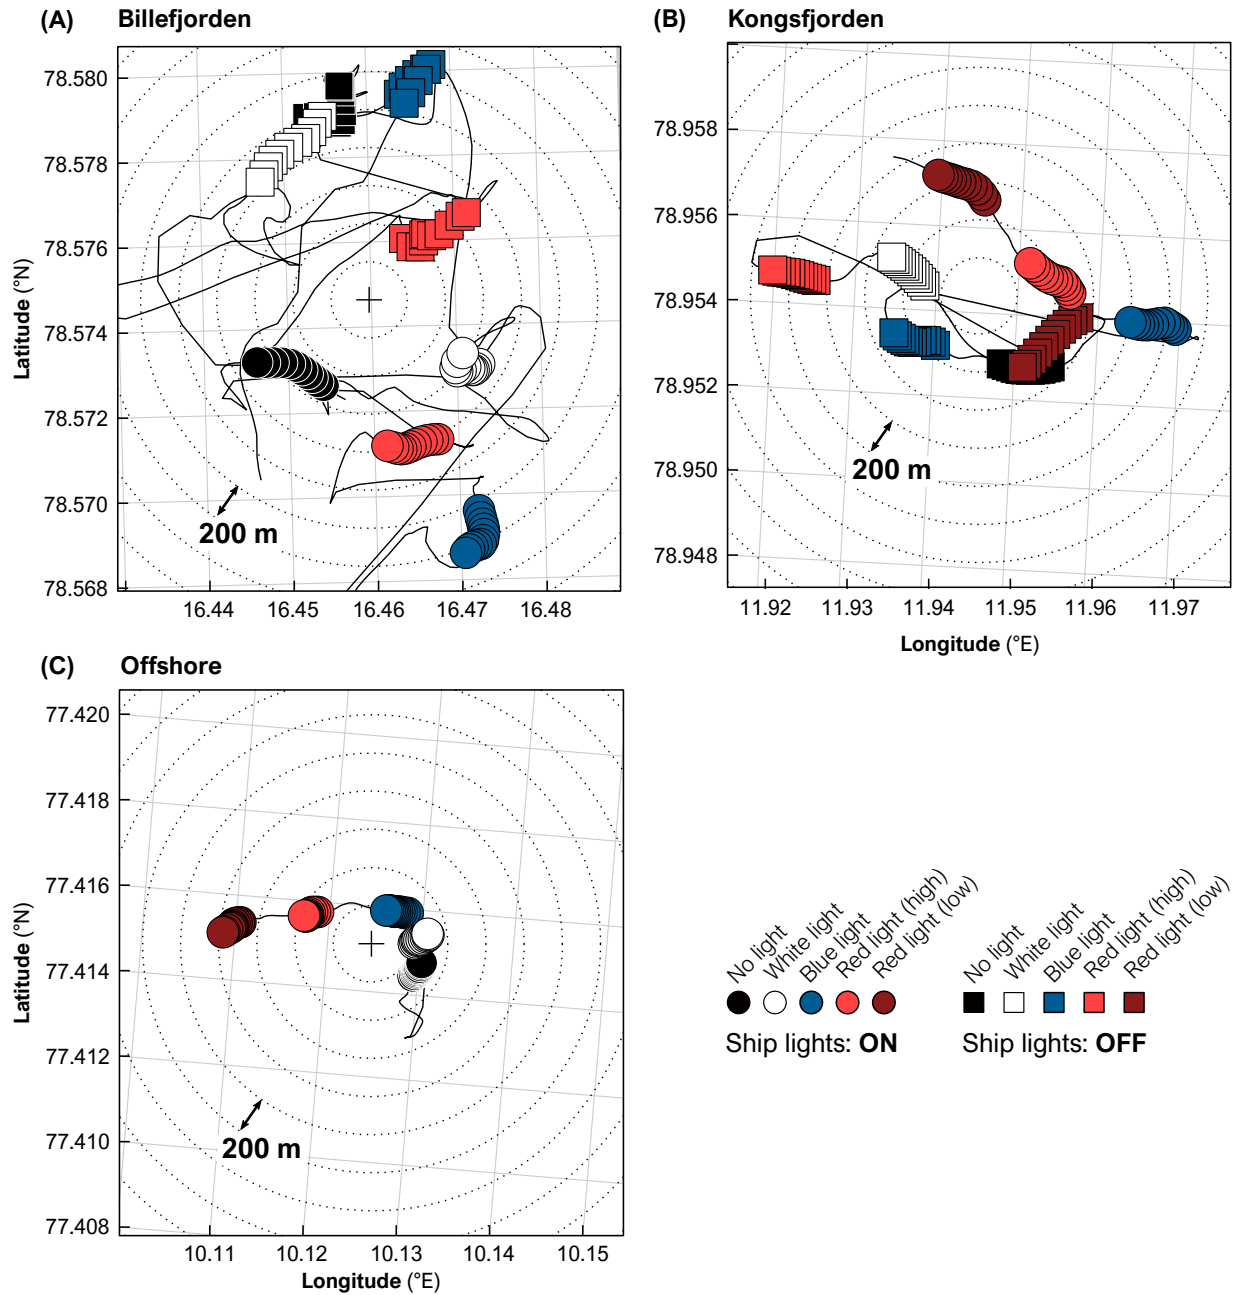 (A) Billefjorden
78.580
78.578
78.576
78.574
78.572
78.570
78.568
Latitude (°N)
200 m
16.44 16.45 16.46 16.47 16.48
(B) Kongsfjorden
78.958
78.956
78.954
78.952
78.950
78.948
200 m
11.92 11.93 11.94 11.95 11.96 11.97
Longitude (°E)
(C) Offshore
77.420
77.418
77.416
77.414
77.412
77.410
77.408
Latitude (°N)
200 m
10.11 10.12 10.13 10.14 10.15
Longitude (°E)
No light
White light
Blue light
Red light (high)
Red light (low)
Ship lights: ON
No light
White light
Blue light
Red light (high)
Red light (low)
Ship lights: OFF